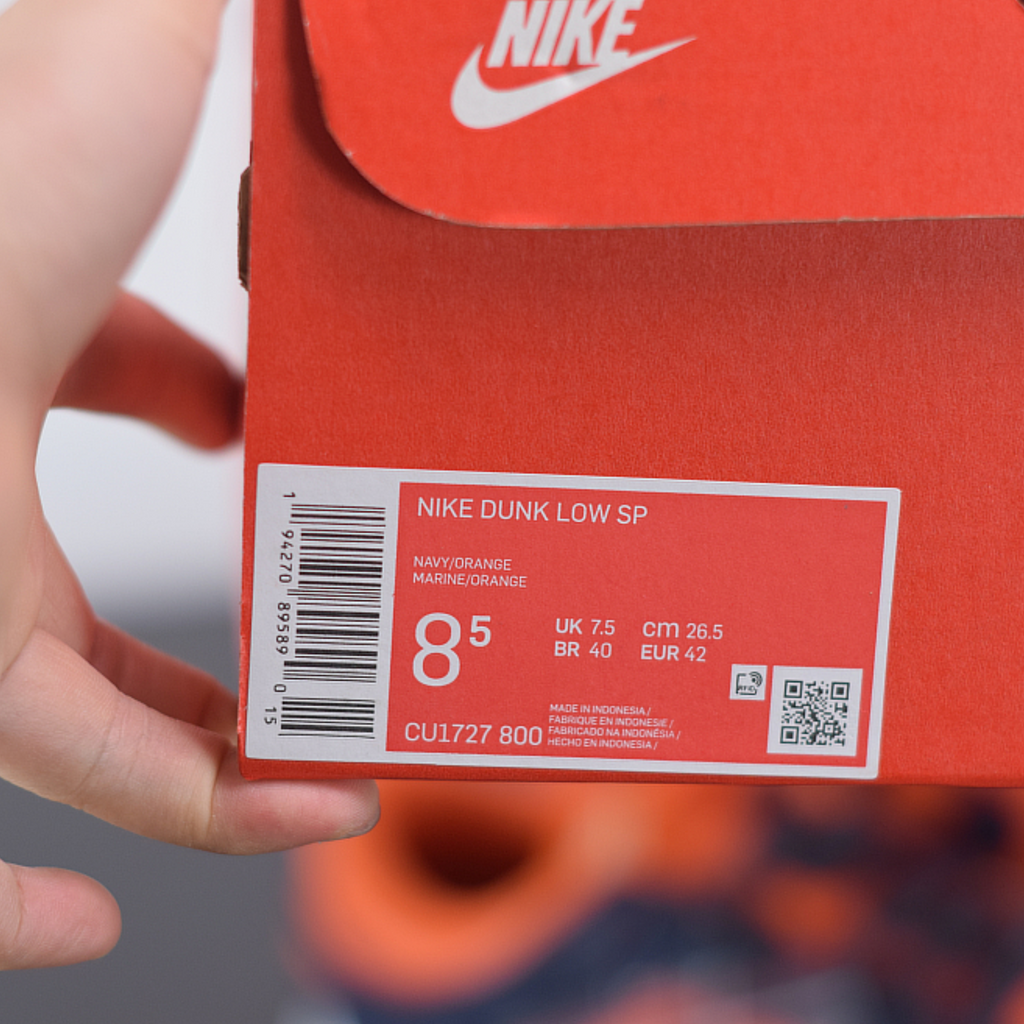 NIKE
NIKE DUNK LOW SP
NAVY/ORANGE
MARINE/ORANGE
8⁵
UK 7.5 cm 26.5
BR 40 EUR 42
RFID
CU1727 800
MADE IN INDONESIA /
FABRIQUE EN INDONESIE /
FABRICADO NA INDONÉSIA /
HECHO EN INDONESIA /
1 94270 89589 0 15